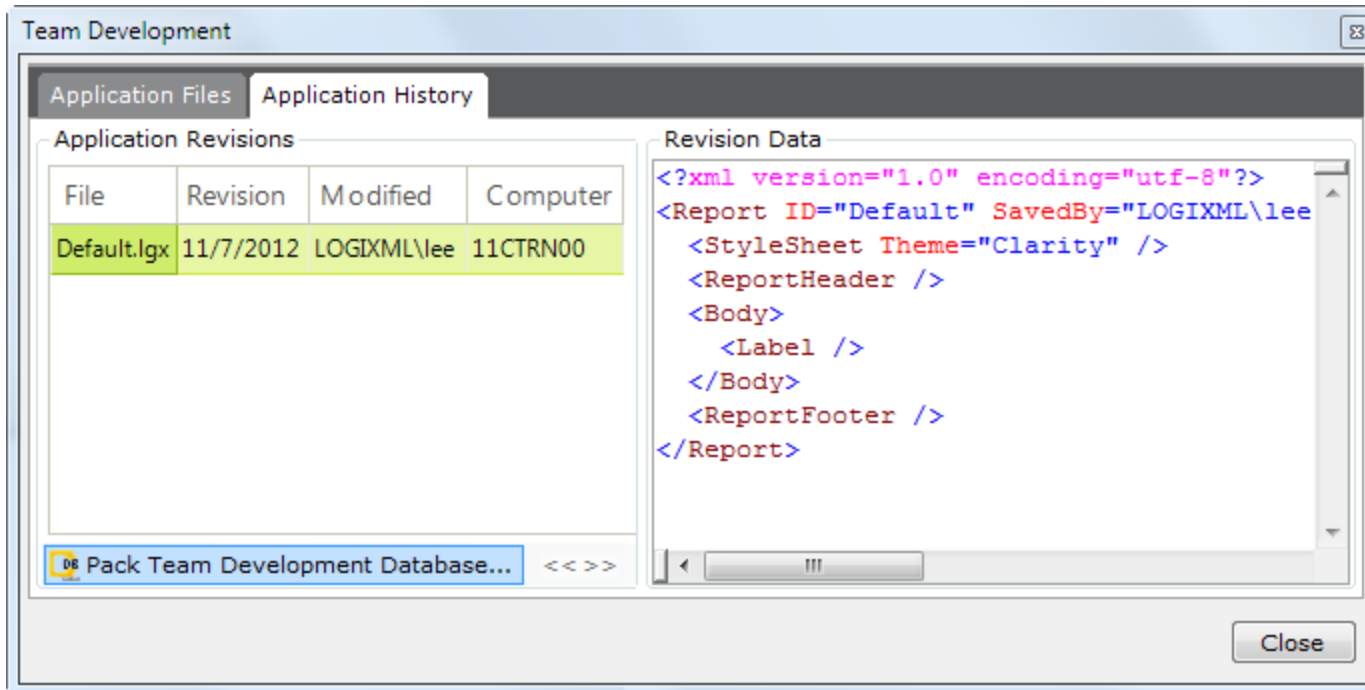 Team Development
Application Files Application History
Application Revisions
File Revision Modified Computer
Default.lgx 11/7/2012 LOGIXML\lee 11CTRN00
Pack Team Development Database... << >>
Revision Data
<?xml version="1.0" encoding="utf-8"?>
<Report ID="Default" SavedBy="LOGIXML\lee
<StyleSheet Theme="Clarity" />
<ReportHeader />
<Body>
<Label />
</Body>
<ReportFooter />
</Report>
Close